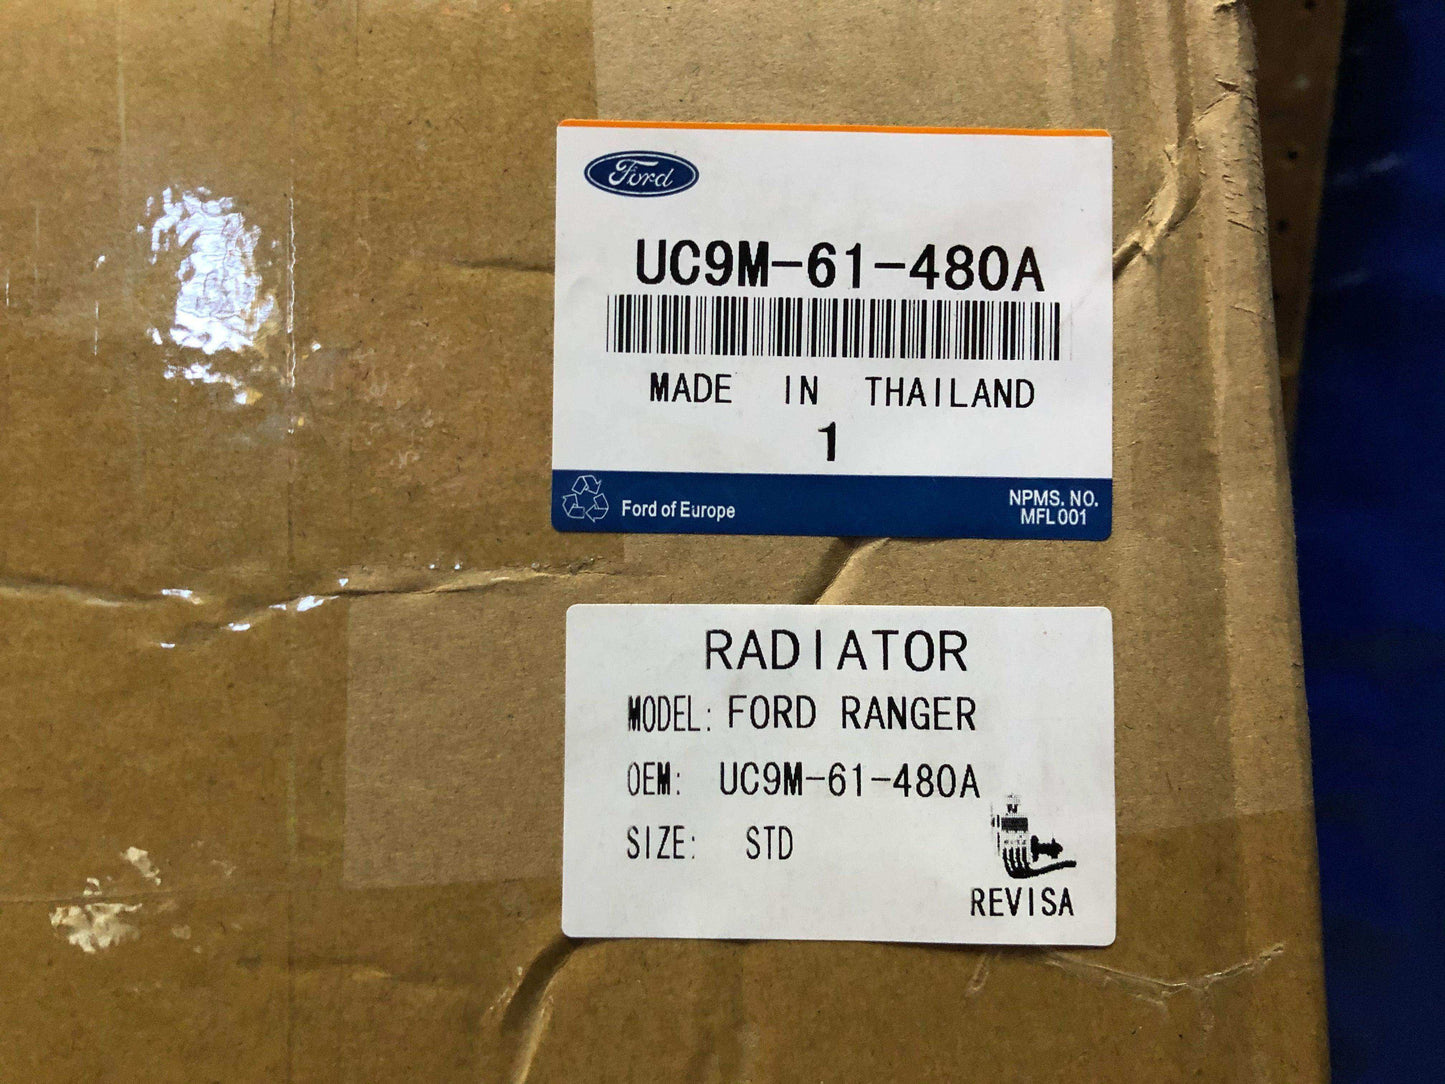 Ford
UC9M-61-480A
MADE IN THAILAND
1
Ford of Europe
NPMS. NO.
MFL001
RADIATOR
MODEL: FORD RANGER
OEM: UC9M-61-480A
SIZE: STD
REVISA